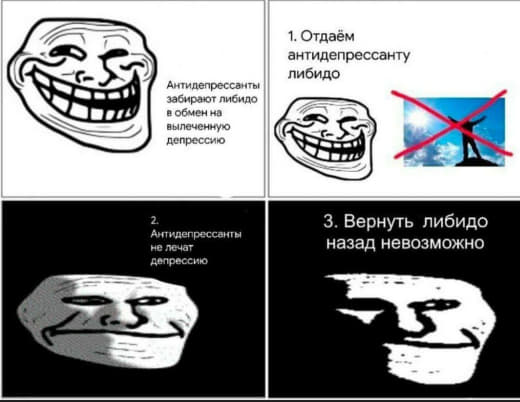 Антидепрессанты
забирают либидо
в обмен на
вылеченную
депрессию
1. Отдаём
антидепрессанту
либидо
2.
Антидепрессанты
не лечат
депрессию
3. Вернуть либидо
назад невозможно